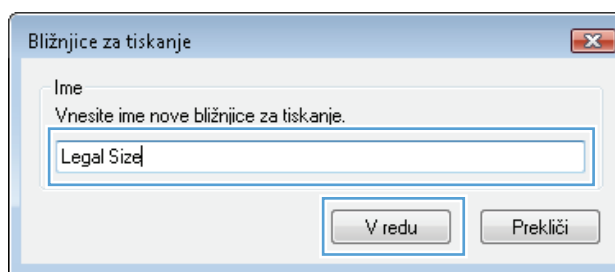 Bližnjice za tiskanje
Ime
Vnesite ime nove bližnjice za tiskanje.
Legal Size
V redu Prekliči